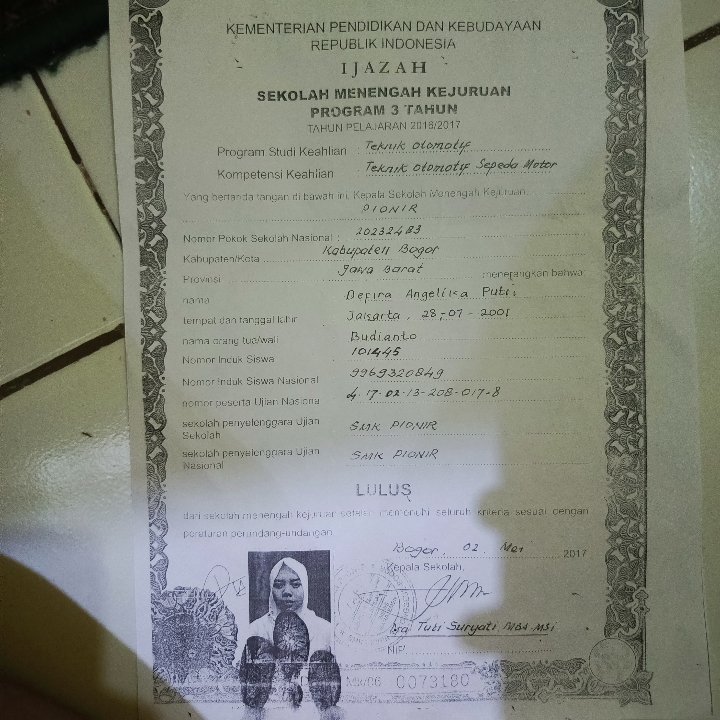 KEMENTERIAN PENDIDIKAN DAN KEBUDAYAAN
REPUBLIK INDONESIA
IJAZAH
SEKOLAH MENENGAH KEJURUAN
PROGRAM 3 TAHUN
TAHUN PELAJARAN 2016/2017
Program Studi Keahlian : Teknik Otomotif
Kompetensi Keahlian : Teknik Otomotif Sepeda Motor
Yang bertanda tangan di bawah ini, Kepala Sekolah Menengah Kejuruan
PIONIR
Nomor Pokok Sekolah Nasional : 20232483
Kabupaten/Kota Kabupaten Bogor
Provinsi Jawa Barat menerangkan bahwa:
nama Defira Angelika Putri
tempat dan tanggal lahir Jakarta, 28-07-2001
nama orang tua/wali Budianto
Nomor Induk Siswa 101445
Nomor Induk Siswa Nasional 9969320849
nomor peserta Ujian Nasional 4-17-02-13-208-017-8
sekolah penyelenggara Ujian Sekolah SMK PIONIR
sekolah penyelenggara Ujian Nasional SMK PIONIR
LULUS
dari sekolah menengah kejuruan setelah memenuhi seluruh kriteria sesuai dengan
peraturan perundang-undangan.
Bogor, 02 Mei 2017
Kepala Sekolah,
Tuti Suryati MBA MSi
NIP
Mk/06 0073180